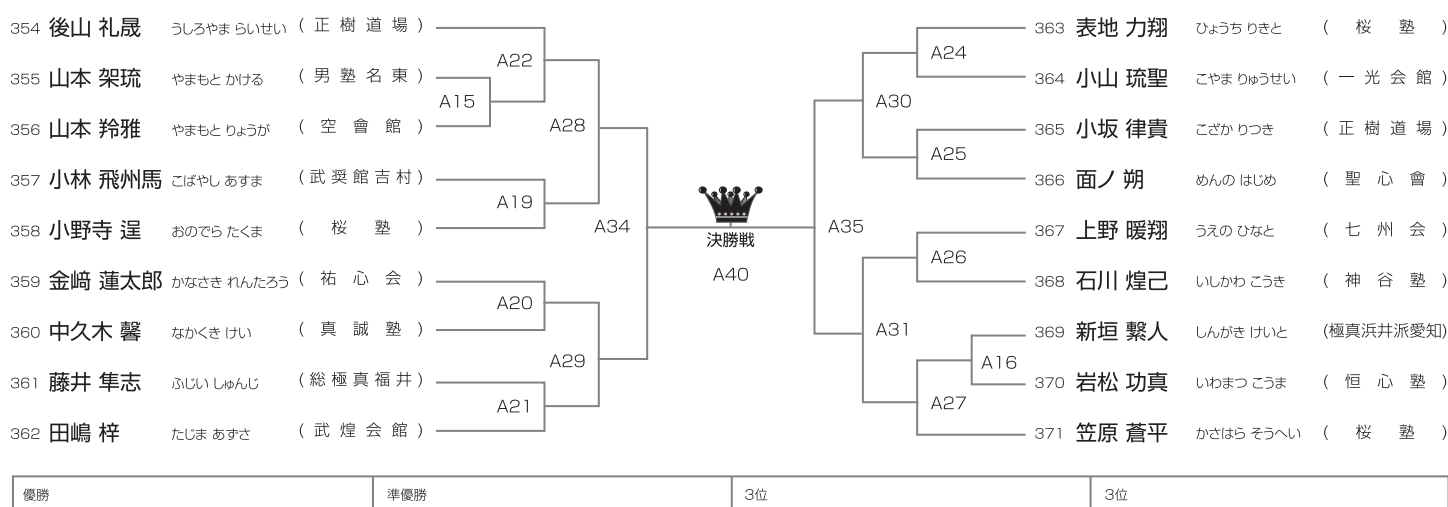 354 後山 礼晟 うしろやま らいせい (正樹道場)
355 山本 架琉 やまもと かける (男塾名東)
356 山本 羚雅 やまもと りょうが (空會館)
357 小林 飛州馬 こばやし あすま (武奨館吉村)
358 小野寺 逞 おのでら たくま (桜塾)
359 金﨑 蓮太郎 かなさき れんたろう (祐心会)
360 中久木 馨 なかくき けい (真誠塾)
361 藤井 隼志 ふじい しゅんじ (総極真福井)
362 田嶋 梓 たじま あずさ (武煌会館)
A15
A22
A19
A20
A21
A28
A29
A34
決勝戦
A40
A35
A30
A31
A24
A25
A26
A27
A16
363 表地 力翔 ひょうち りきと (桜塾)
364 小山 琉聖 こやま りゅうせい (一光会館)
365 小坂 律貴 こざか りつき (正樹道場)
366 面ノ 朔 めんの はじめ (聖心會)
367 上野 暖翔 うえの ひなと (七州会)
368 石川 煌己 いしかわ こうき (神谷塾)
369 新垣 繋人 しんがき けいと (極真浜井派愛知)
370 岩松 功真 いわまつ こうま (恒心塾)
371 笠原 蒼平 かさはら そうへい (桜塾)
優勝
準優勝
3位
3位